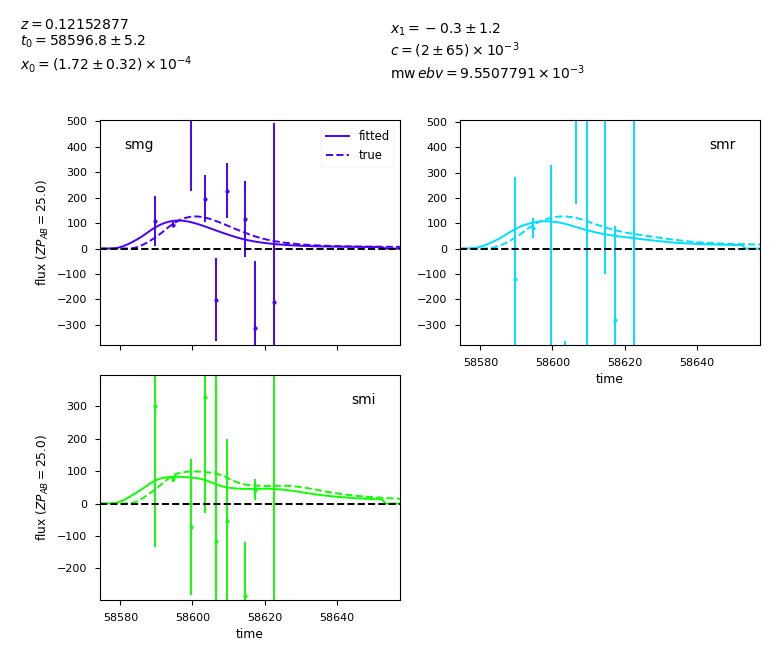 z = 0.12152877
t₀ = 58596.8 ± 5.2
x₀ = (1.72 ± 0.32) × 10⁻⁴
x₁ = −0.3 ± 1.2
c = (2 ± 65) × 10⁻³
mw ebv = 9.5507791 × 10⁻³
500
400
300
200
100
0
−100
−200
−300
flux (ZP_AB = 25.0)
smg
fitted
true
500
400
300
200
100
0
−100
−200
−300
smr
58580 58600 58620 58640
time
300
200
100
0
−100
−200
flux (ZP_AB = 25.0)
smi
58580 58600 58620 58640
time